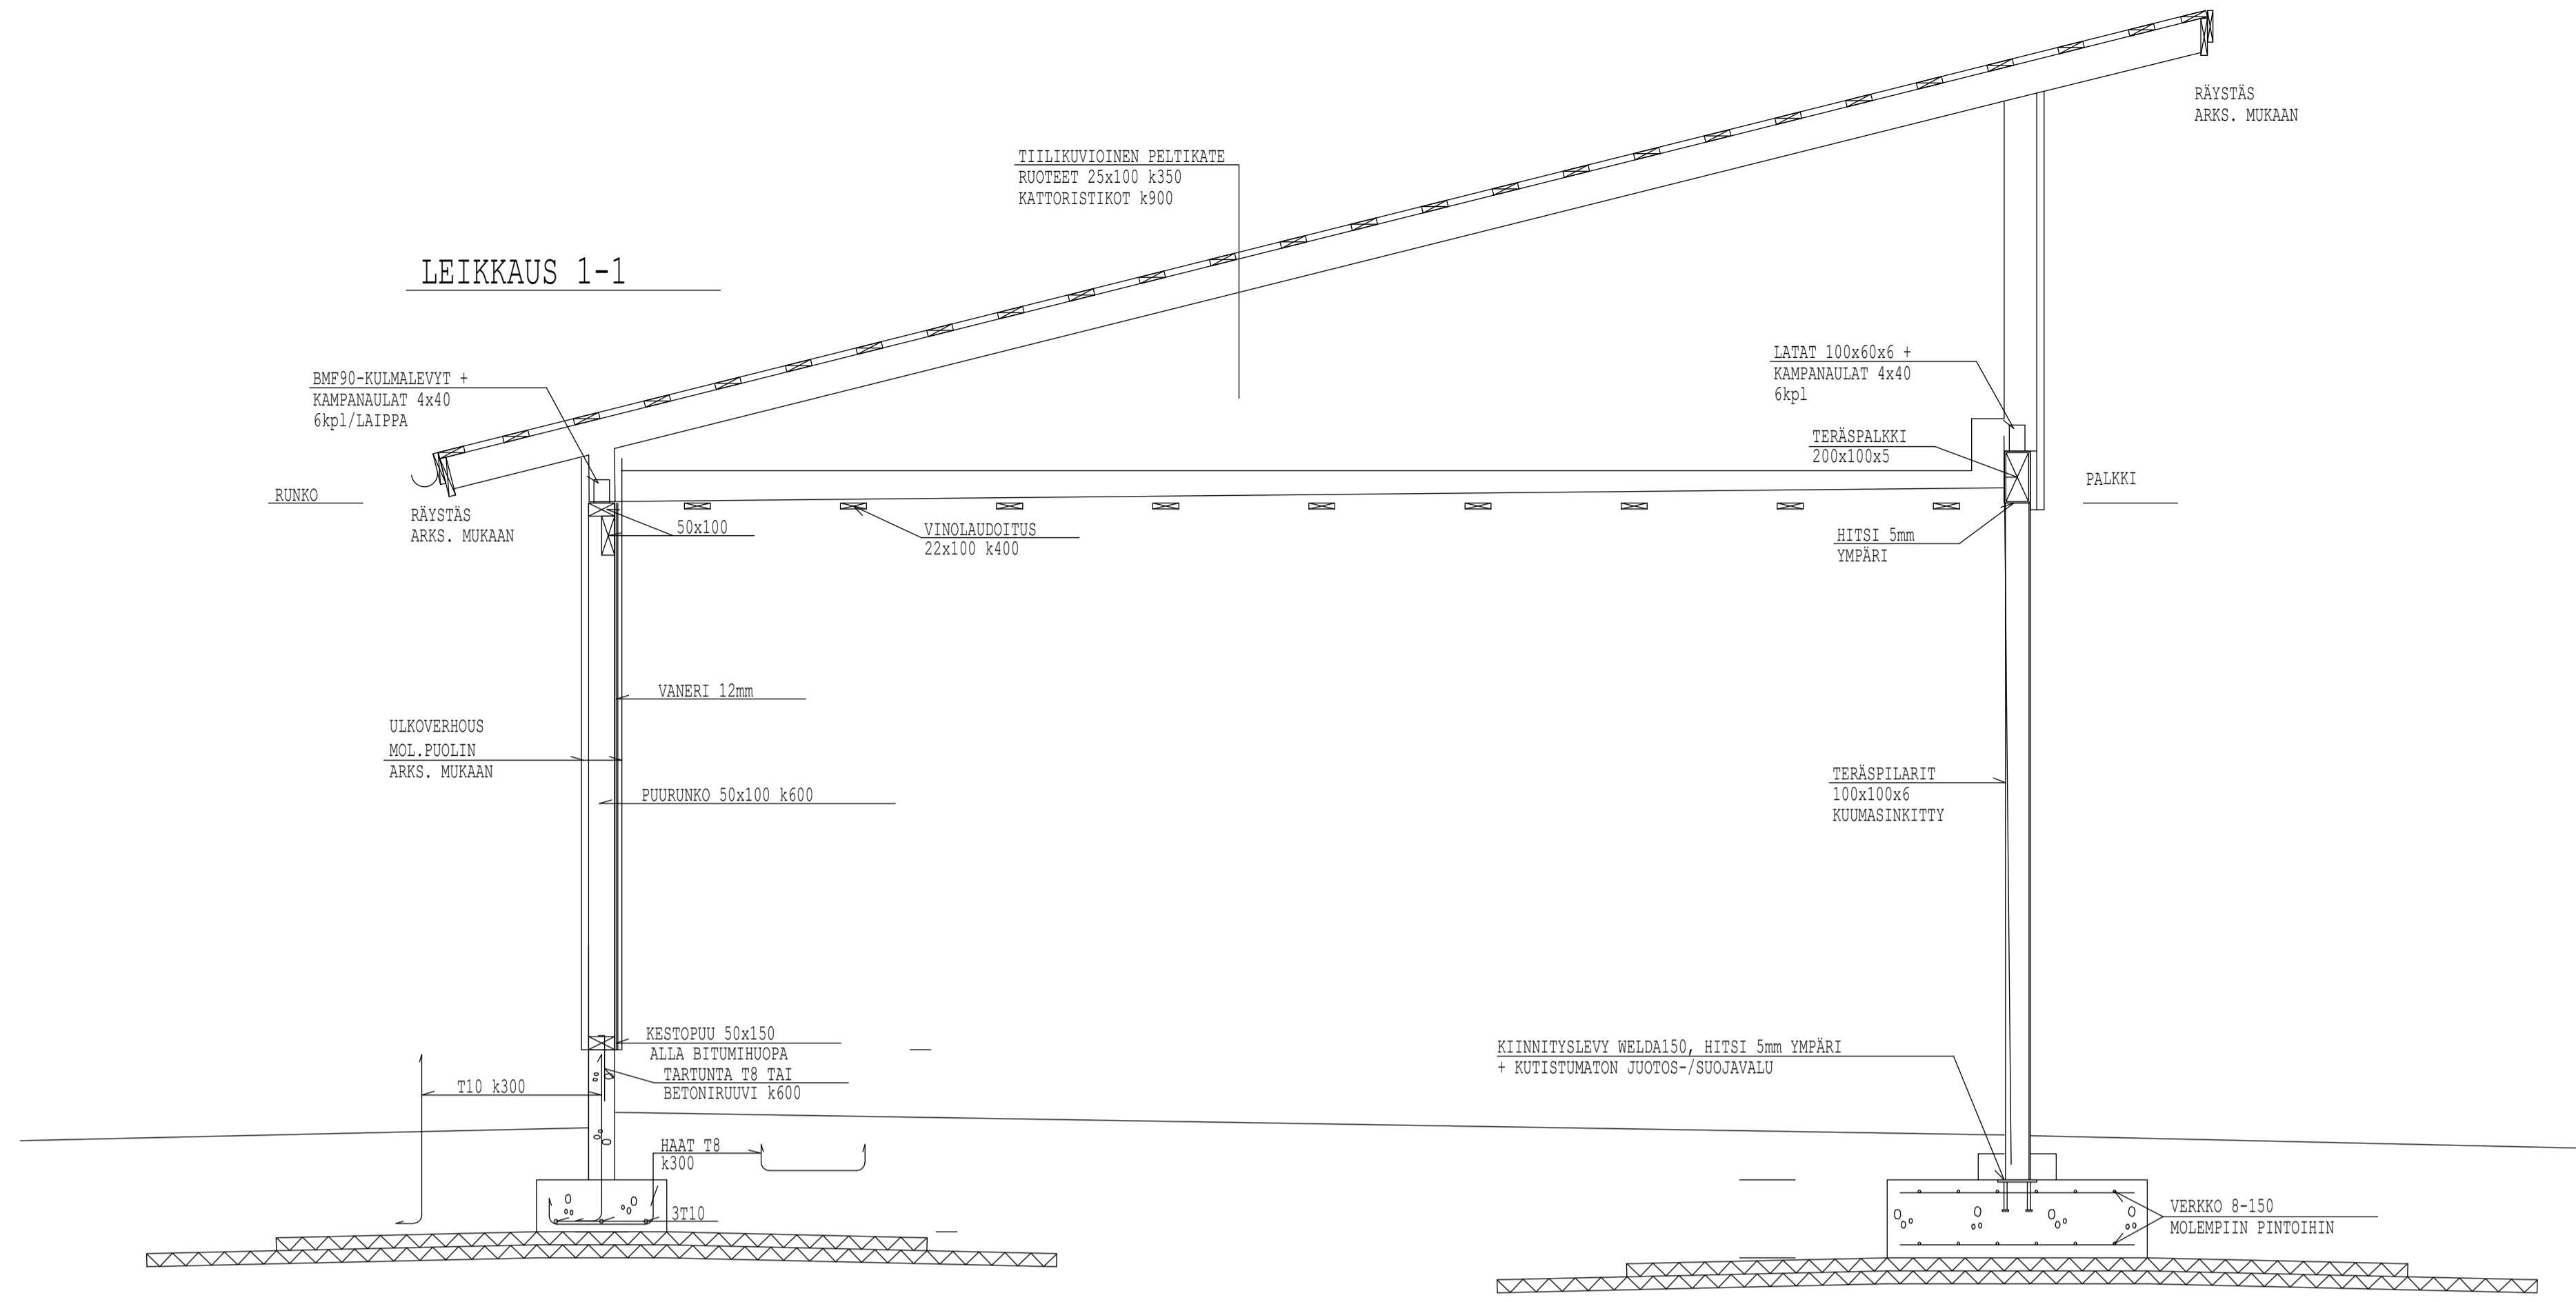 RÄYSTÄS
ARKS. MUKAAN
TIILIKUVIOINEN PELTIKATE
RUOTEET 25x100 k350
KATTORISTIKOT k900
LEIKKAUS 1-1
LATAT 100x60x6 +
KAMPANAULAT 4x40
6kpl
BMF90-KULMALEVYT +
KAMPANAULAT 4x40
6kpl/LAIPPA
TERÄSPALKKI
200x100x5
PALKKI
RUNKO
RÄYSTÄS
ARKS. MUKAAN
50x100
VINOLAUDOITUS
22x100 k400
HITSI 5mm
YMPÄRI
VANERI 12mm
ULKOVERHOUS
MOL.PUOLIN
ARKS. MUKAAN
PUURUNKO 50x100 k600
TERÄSPILARIT
100x100x6
KUUMASINKITTY
KESTOPUU 50x150
ALLA BITUMIHUOPA
TARTUNTA T8 TAI
BETONIRUUVI k600
KIINNITYSLEVY WELDA150, HITSI 5mm YMPÄRI
+ KUTISTUMATON JUOTOS-/SUOJAVALU
T10 k300
HAAT T8
k300
3T10
VERKKO 8-150
MOLEMPIIN PINTOIHIN